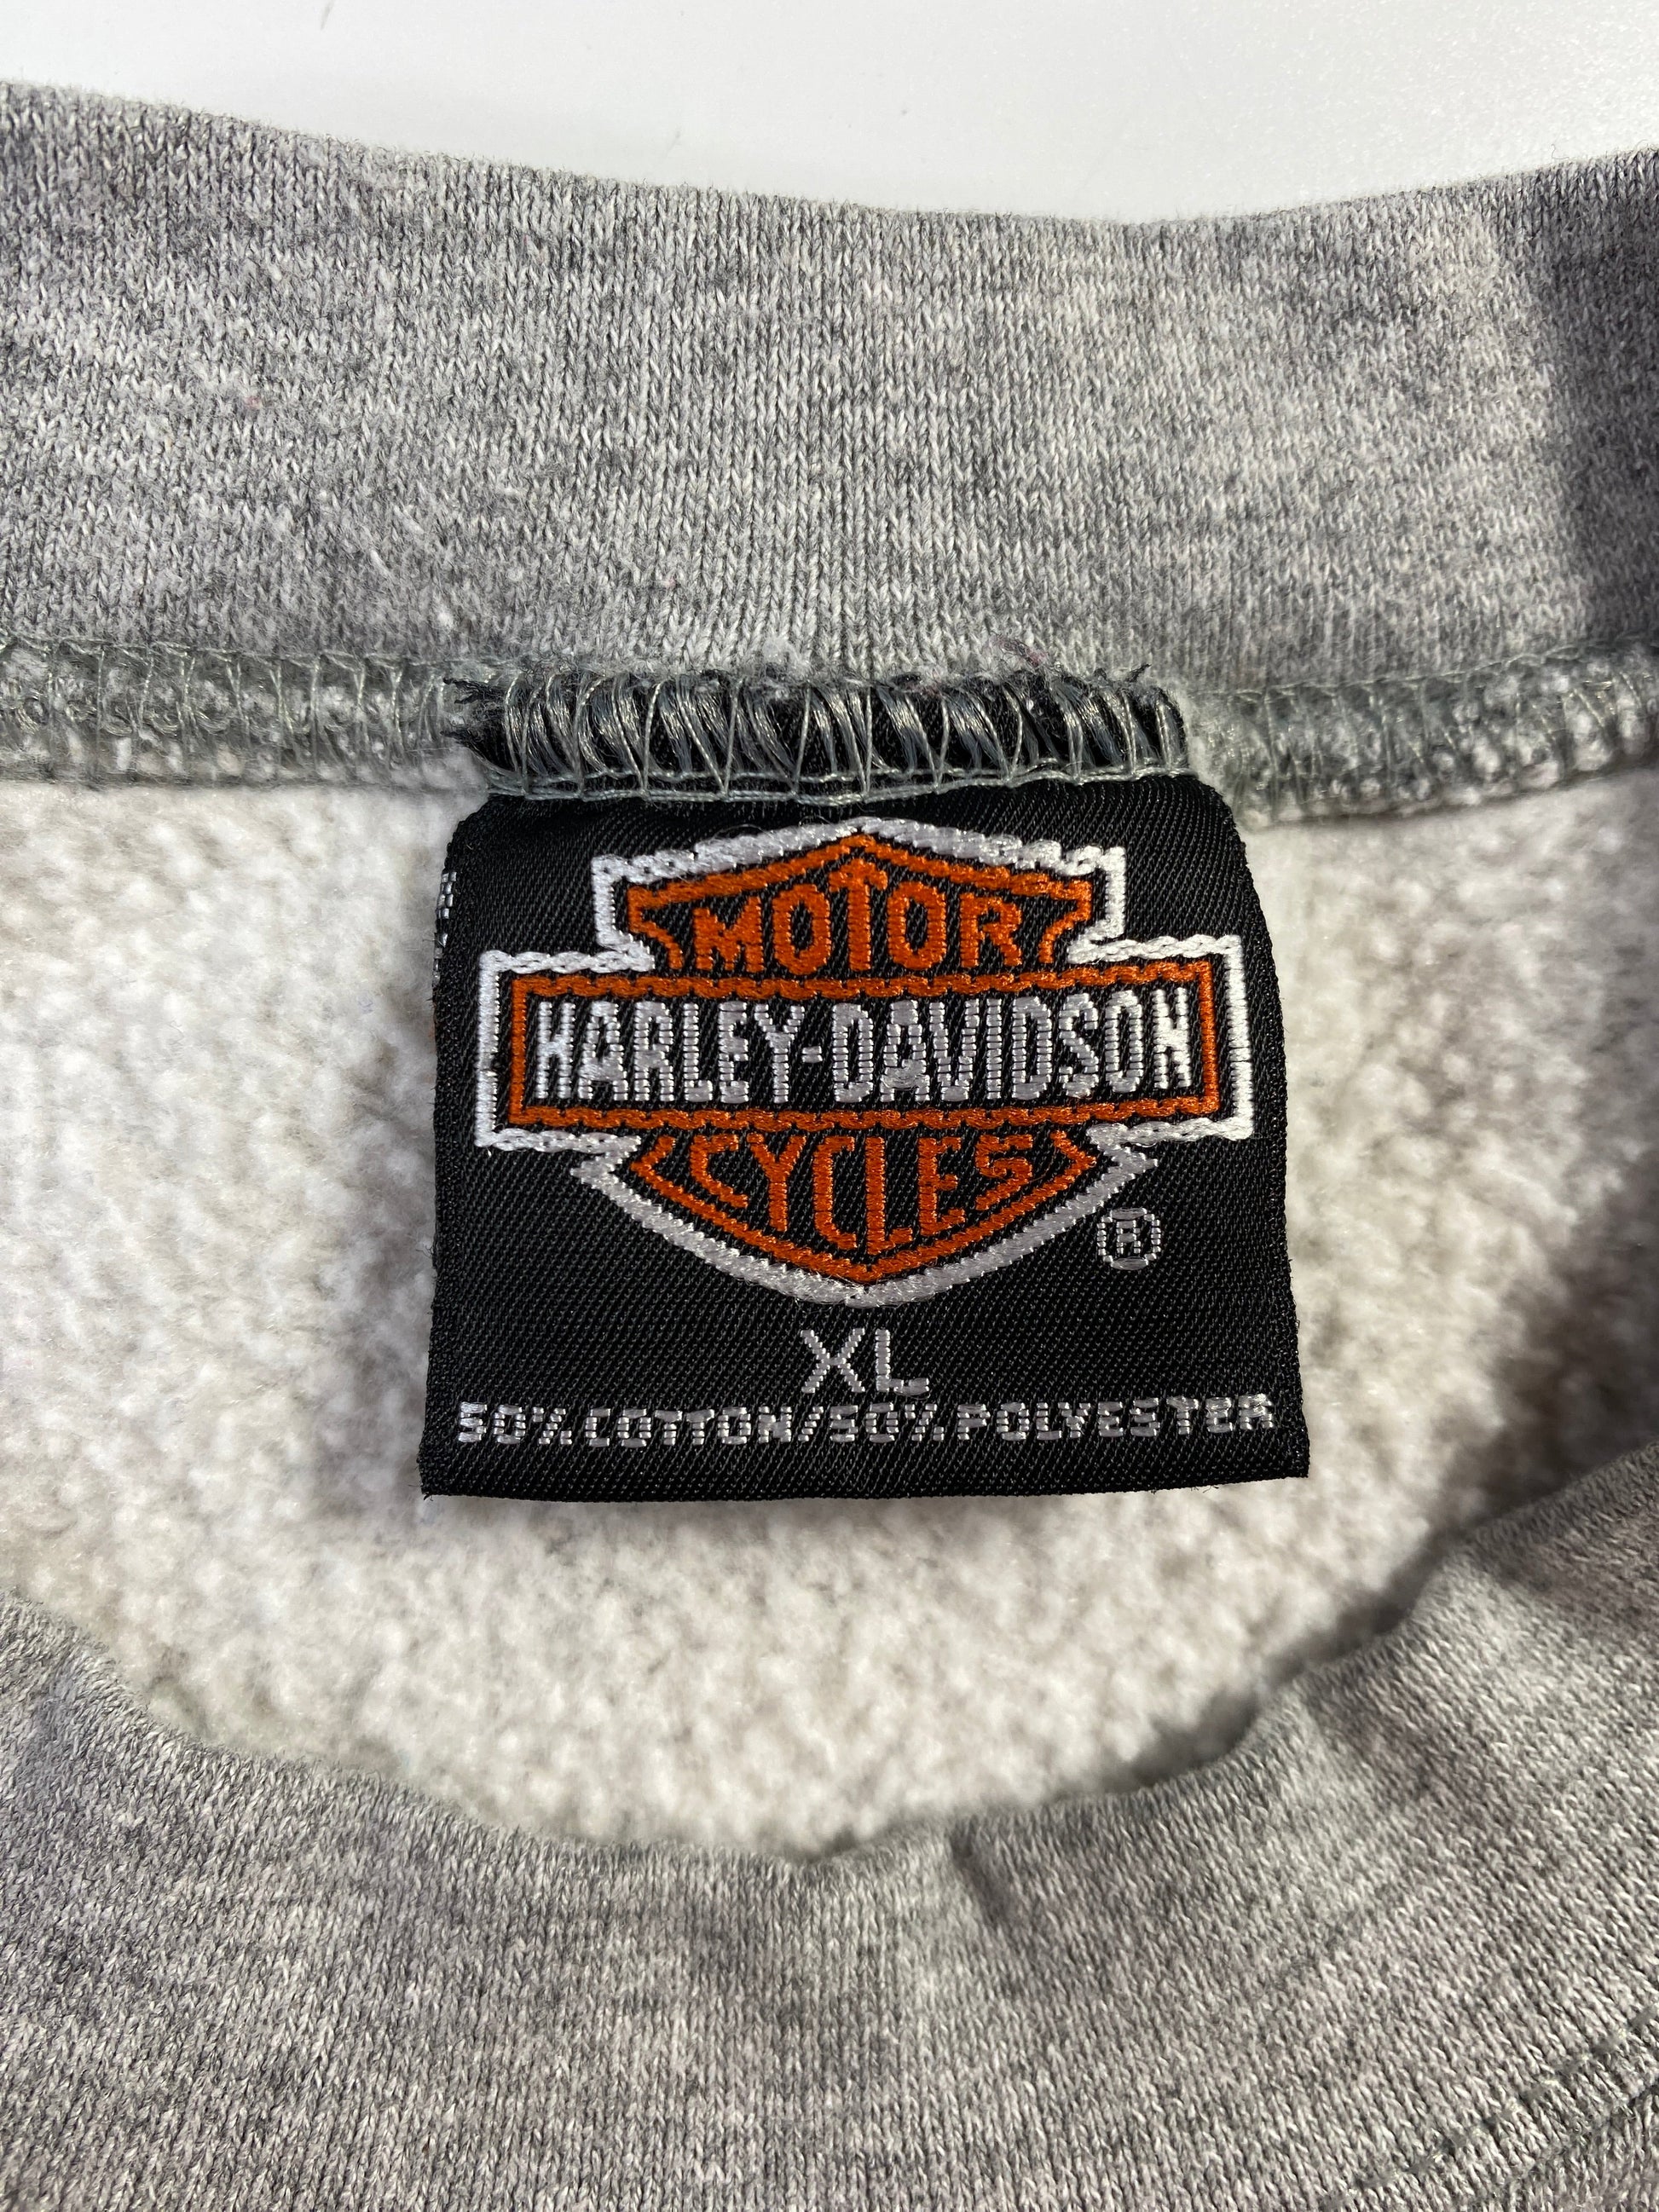 MOTOR
HARLEY-DAVIDSON
CYCLES
®
XL
50% COTTON/50% POLYESTER